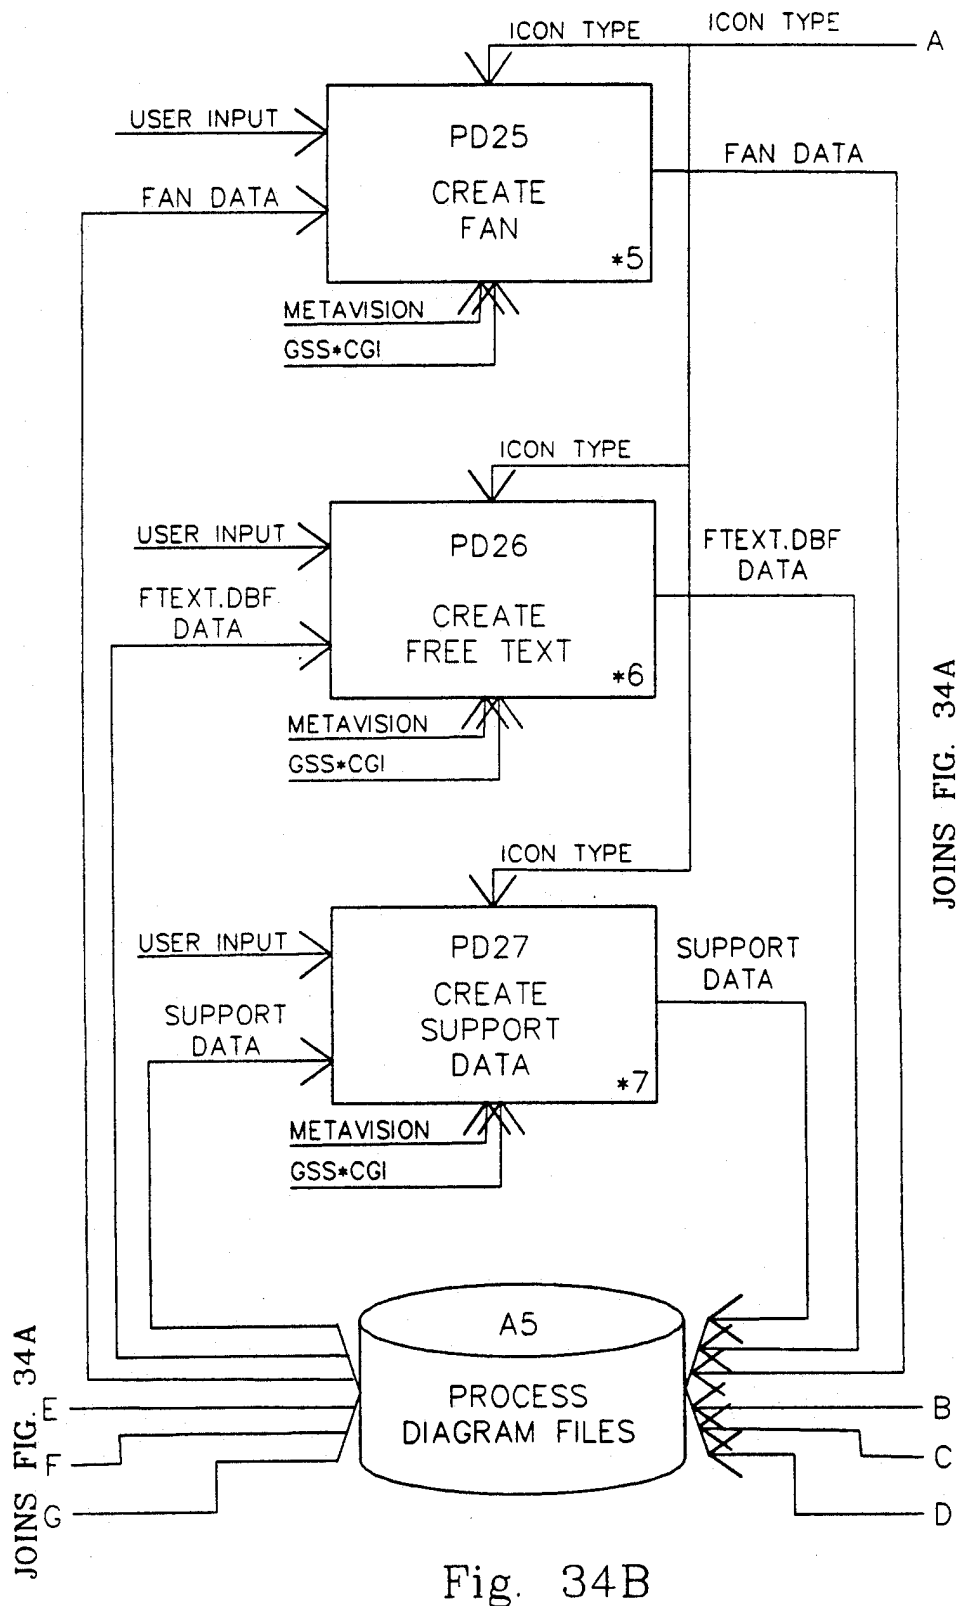 ICON TYPE
ICON TYPE
A
USER INPUT
PD25
FAN DATA
FAN DATA
CREATE
FAN
*5
METAVISION
GSS*CGI
ICON TYPE
USER INPUT
PD26
FTEXT.DBF
DATA
FTEXT.DBF
DATA
CREATE
FREE TEXT
*6
METAVISION
GSS*CGI
JOINS FIG. 34A
ICON TYPE
USER INPUT
PD27
SUPPORT
DATA
SUPPORT
DATA
CREATE
SUPPORT
DATA
*7
METAVISION
GSS*CGI
A5
PROCESS
DIAGRAM FILES
JOINS FIG. 34A
E
F
G
B
C
D
Fig. 34B